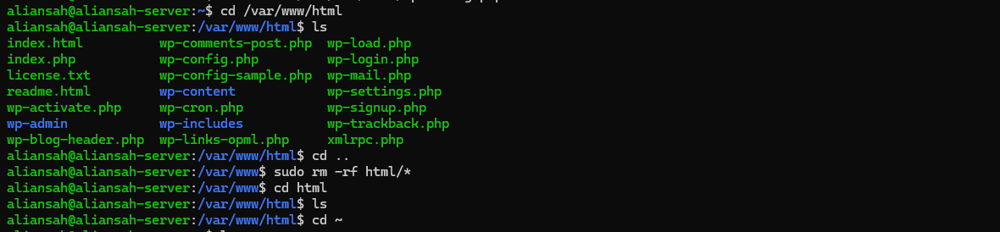 aliansah@aliansah-server:~$ cd /var/www/html
aliansah@aliansah-server:/var/www/html$ ls
index.html wp-comments-post.php wp-load.php
index.php wp-config.php wp-login.php
license.txt wp-config-sample.php wp-mail.php
readme.html wp-content wp-settings.php
wp-activate.php wp-cron.php wp-signup.php
wp-admin wp-includes wp-trackback.php
wp-blog-header.php wp-links-opml.php xmlrpc.php
aliansah@aliansah-server:/var/www/html$ cd ..
aliansah@aliansah-server:/var/www$ sudo rm -rf html/*
aliansah@aliansah-server:/var/www$ cd html
aliansah@aliansah-server:/var/www/html$ ls
aliansah@aliansah-server:/var/www/html$ cd ~